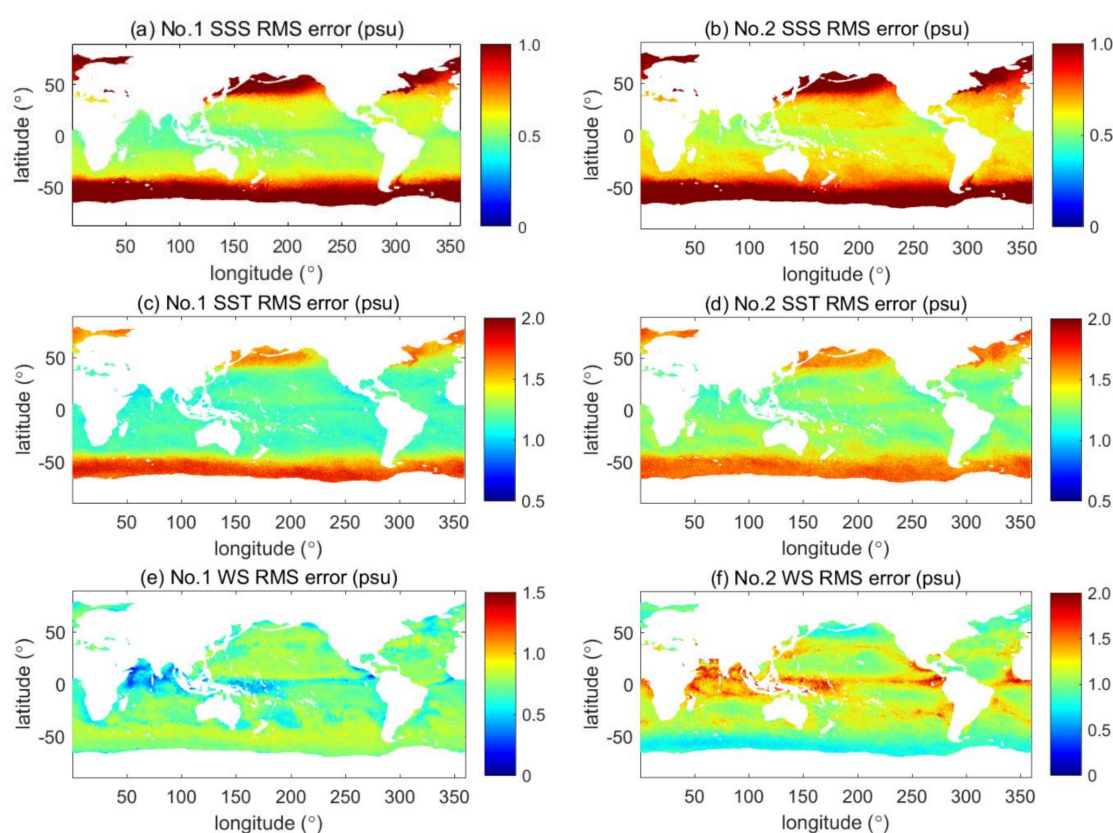 (a) No.1 SSS RMS error (psu)
(b) No.2 SSS RMS error (psu)
latitude (°)
50
0
-50
50 100 150 200 250 300 350
longitude (°)
1.0
0.5
0
latitude (°)
50
0
-50
50 100 150 200 250 300 350
longitude (°)
1.0
0.5
0
(c) No.1 SST RMS error (psu)
(d) No.2 SST RMS error (psu)
latitude (°)
50
0
-50
50 100 150 200 250 300 350
longitude (°)
2.0
1.5
1.0
0.5
latitude (°)
50
0
-50
50 100 150 200 250 300 350
longitude (°)
2.0
1.5
1.0
0.5
(e) No.1 WS RMS error (psu)
(f) No.2 WS RMS error (psu)
latitude (°)
50
0
-50
50 100 150 200 250 300 350
longitude (°)
1.5
1.0
0.5
0
latitude (°)
50
0
-50
50 100 150 200 250 300 350
longitude (°)
2.0
1.5
1.0
0.5
0